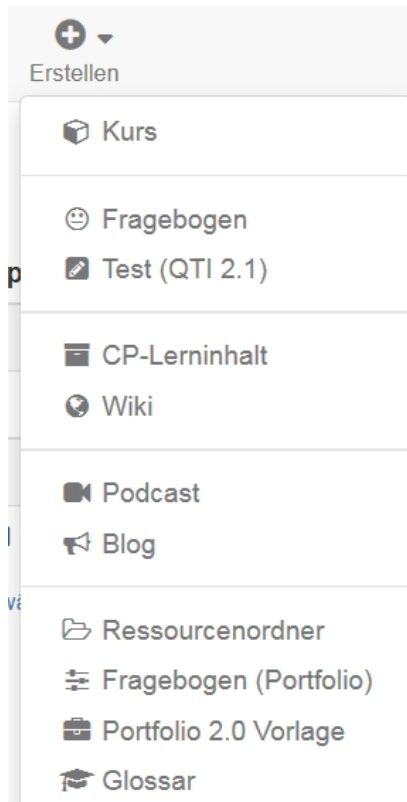 Erstellen
Kurs
Fragebogen
Test (QTI 2.1)
CP-Lerninhalt
Wiki
Podcast
Blog
Ressourcenordner
Fragebogen (Portfolio)
Portfolio 2.0 Vorlage
Glossar